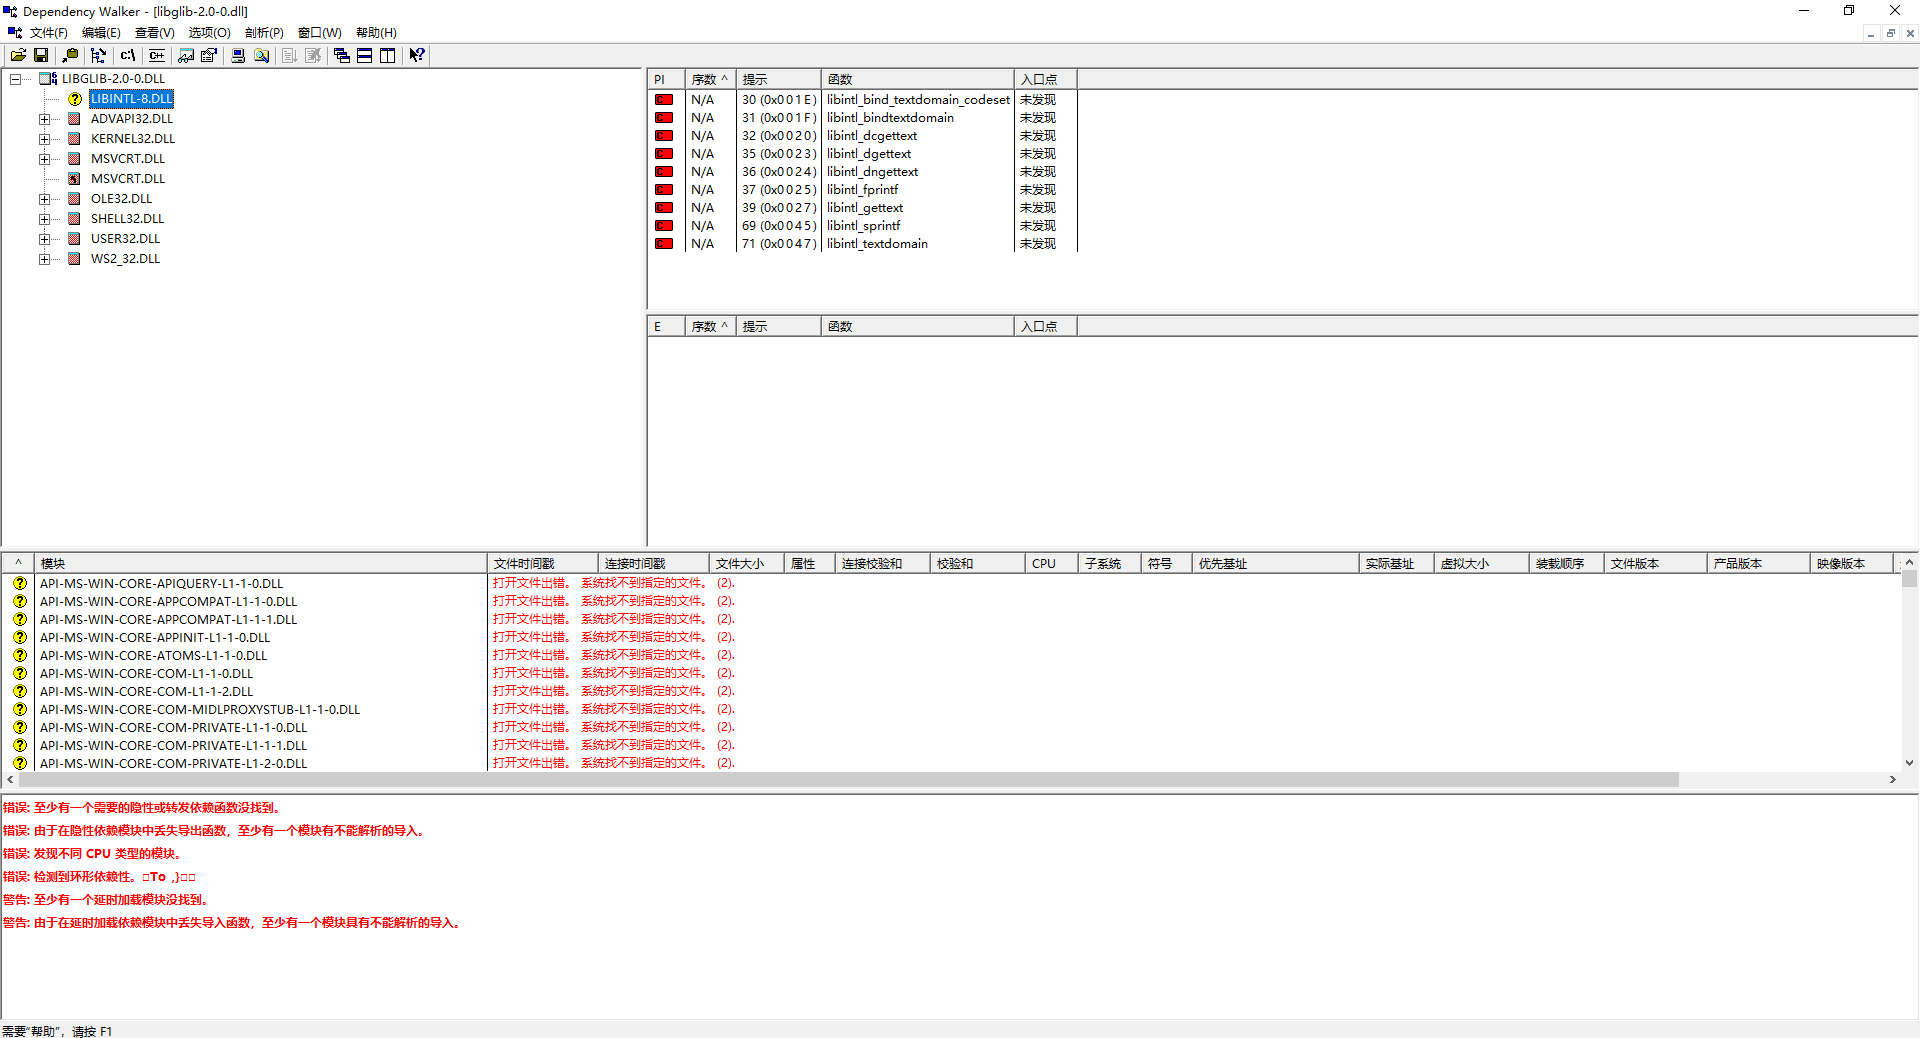 Dependency Walker - [libglib-2.0-0.dll]
文件(F) 编辑(E) 查看(V) 选项(O) 剖析(P) 窗口(W) 帮助(H)
C:\ C++
LIBGLIB-2.0-0.DLL
LIBINTL-8.DLL
ADVAPI32.DLL
KERNEL32.DLL
MSVCRT.DLL
MSVCRT.DLL
OLE32.DLL
SHELL32.DLL
USER32.DLL
WS2_32.DLL
PI 序数 ^ 提示 函数 入口点
C N/A 30 (0x001E) libintl_bind_textdomain_codeset 未发现
C N/A 31 (0x001F) libintl_bindtextdomain 未发现
C N/A 32 (0x0020) libintl_dcgettext 未发现
C N/A 35 (0x0023) libintl_dgettext 未发现
C N/A 36 (0x0024) libintl_dngettext 未发现
C N/A 37 (0x0025) libintl_fprintf 未发现
C N/A 39 (0x0027) libintl_gettext 未发现
C N/A 69 (0x0045) libintl_sprintf 未发现
C N/A 71 (0x0047) libintl_textdomain 未发现
E 序数 ^ 提示 函数 入口点
^ 模块 文件时间戳 连接时间戳 文件大小 属性 连接校验和 校验和 CPU 子系统 符号 优先基址 实际基址 虚拟大小 装载顺序 文件版本 产品版本 映像版本
API-MS-WIN-CORE-APIQUERY-L1-1-0.DLL 打开文件出错。 系统找不到指定的文件。 (2).
API-MS-WIN-CORE-APPCOMPAT-L1-1-0.DLL 打开文件出错。 系统找不到指定的文件。 (2).
API-MS-WIN-CORE-APPCOMPAT-L1-1-1.DLL 打开文件出错。 系统找不到指定的文件。 (2).
API-MS-WIN-CORE-APPINIT-L1-1-0.DLL 打开文件出错。 系统找不到指定的文件。 (2).
API-MS-WIN-CORE-ATOMS-L1-1-0.DLL 打开文件出错。 系统找不到指定的文件。 (2).
API-MS-WIN-CORE-COM-L1-1-0.DLL 打开文件出错。 系统找不到指定的文件。 (2).
API-MS-WIN-CORE-COM-L1-1-2.DLL 打开文件出错。 系统找不到指定的文件。 (2).
API-MS-WIN-CORE-COM-MIDLPROXYSTUB-L1-1-0.DLL 打开文件出错。 系统找不到指定的文件。 (2).
API-MS-WIN-CORE-COM-PRIVATE-L1-1-0.DLL 打开文件出错。 系统找不到指定的文件。 (2).
API-MS-WIN-CORE-COM-PRIVATE-L1-1-1.DLL 打开文件出错。 系统找不到指定的文件。 (2).
API-MS-WIN-CORE-COM-PRIVATE-L1-2-0.DLL 打开文件出错。 系统找不到指定的文件。 (2).
错误: 至少有一个需要的隐性或转发依赖函数没找到。
错误: 由于在隐性依赖模块中丢失导出函数，至少有一个模块有不能解析的导入。
错误: 发现不同 CPU 类型的模块。
错误: 检测到环形依赖性。□To ,}□□
警告: 至少有一个延时加载模块没找到。
警告: 由于在延时加载依赖模块中丢失导入函数，至少有一个模块具有不能解析的导入。
需要“帮助”，请按 F1